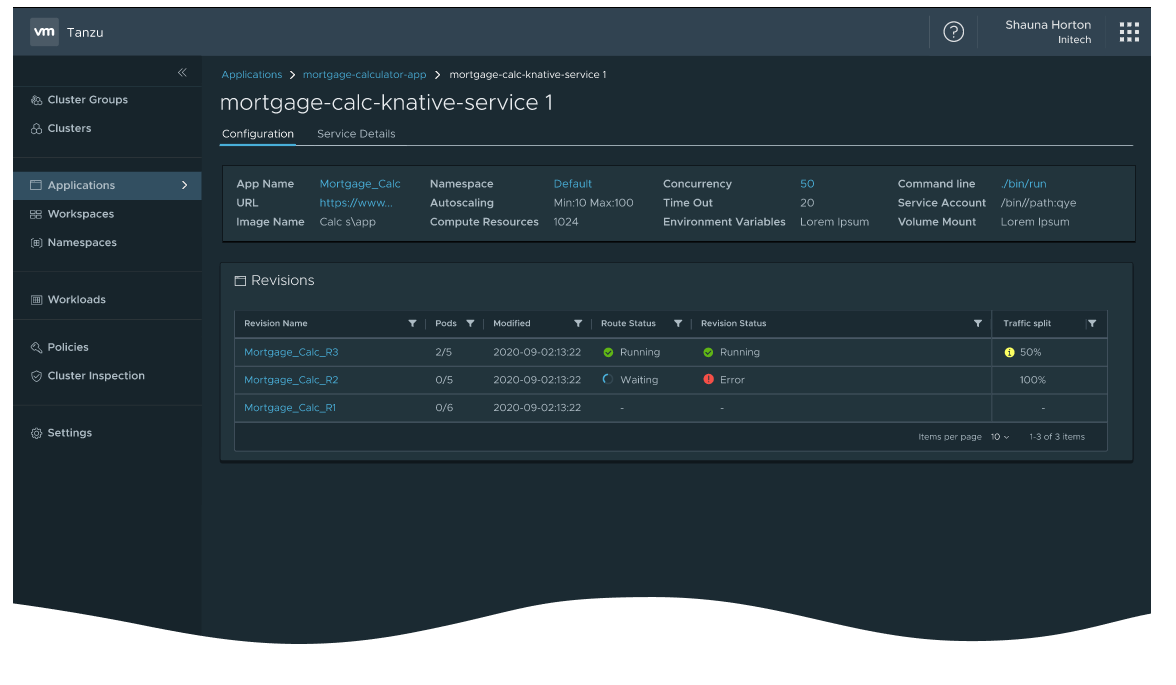 vm Tanzu
Shauna Horton
Initech
Cluster Groups
Clusters
Applications
Workspaces
Namespaces
Workloads
Policies
Cluster Inspection
Settings
Applications > mortgage-calculator-app > mortgage-calc-knative-service 1
mortgage-calc-knative-service 1
Configuration Service Details
App Name Mortgage_Calc Namespace Default Concurrency 50 Command line ./bin/run
URL https://www... Autoscaling Min:10 Max:100 Time Out 20 Service Account /bin//path:qye
Image Name Calc s\app Compute Resources 1024 Environment Variables Lorem Ipsum Volume Mount Lorem Ipsum
Revisions
Revision Name Pods Modified Route Status Revision Status Traffic split
Mortgage_Calc_R3 2/5 2020-09-02:13:22 Running Running 50%
Mortgage_Calc_R2 0/5 2020-09-02:13:22 Waiting Error 100%
Mortgage_Calc_R1 0/6 2020-09-02:13:22 - - -
Items per page 10 1-3 of 3 items